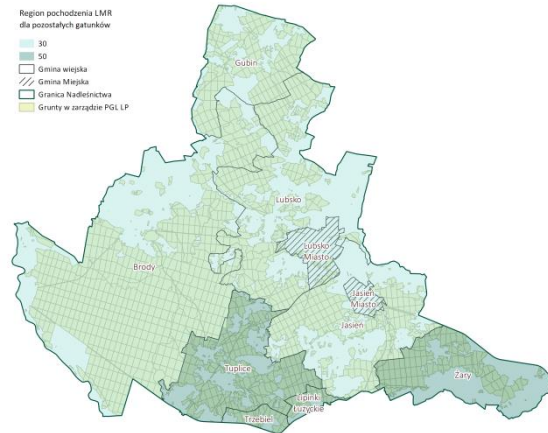 Region pochodzenia LMR
dla pozostałych gatunków
30
50
Gmina wiejska
Gmina Miejska
Granica Nadleśnictwa
Grunty w zarządzie PGL LP
Gubin
Lubsko
Lubsko
Miasto
Brody
Jasień
Miasto
Jasień
Tuplice
Żary
Lipinki
Łużyckie
Trzebiel